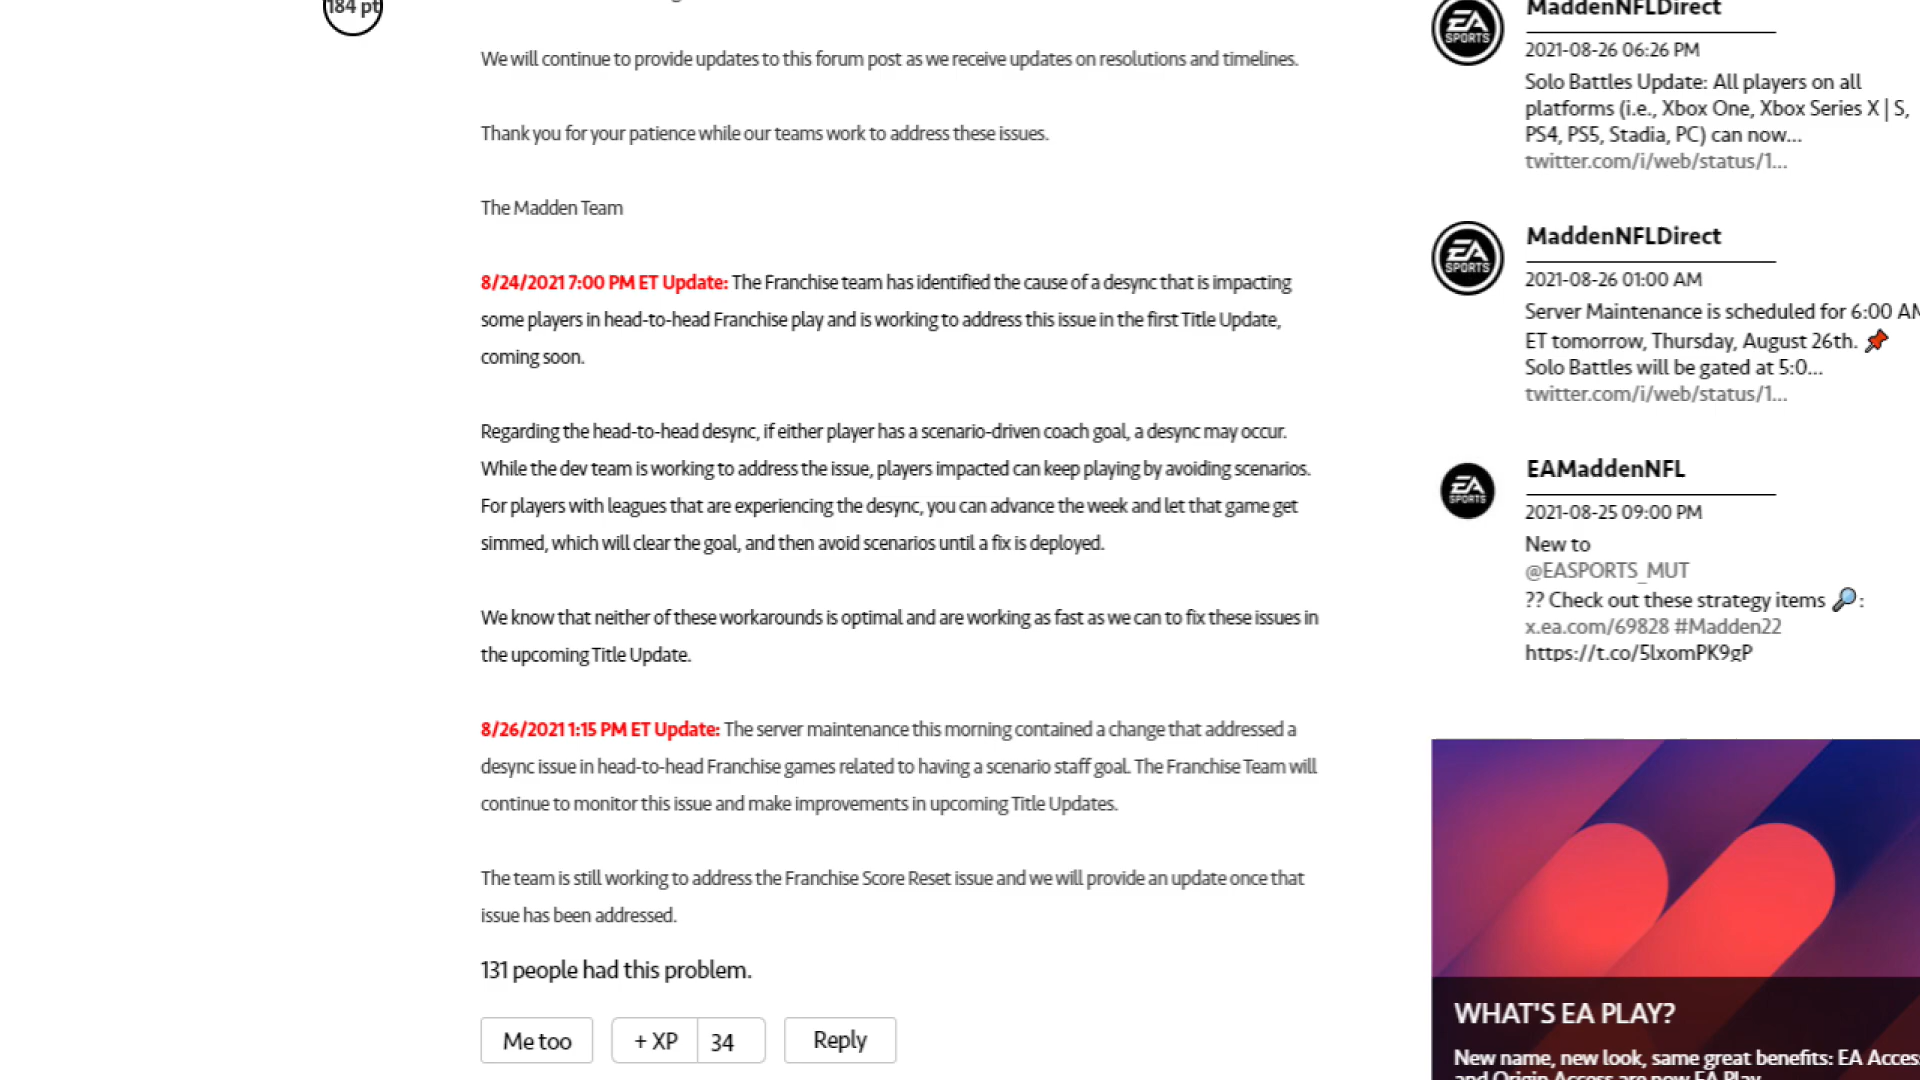 184 pt
We will continue to provide updates to this forum post as we receive updates on resolutions and timelines.
Thank you for your patience while our teams work to address these issues.
The Madden Team
8/24/2021 7:00 PM ET Update: The Franchise team has identified the cause of a desync that is impacting
some players in head-to-head Franchise play and is working to address this issue in the first Title Update,
coming soon.
Regarding the head-to-head desync, if either player has a scenario-driven coach goal, a desync may occur.
While the dev team is working to address the issue, players impacted can keep playing by avoiding scenarios.
For players with leagues that are experiencing the desync, you can advance the week and let that game get
simmed, which will clear the goal, and then avoid scenarios until a fix is deployed.
We know that neither of these workarounds is optimal and are working as fast as we can to fix these issues in
the upcoming Title Update.
8/26/2021 1:15 PM ET Update: The server maintenance this morning contained a change that addressed a
desync issue in head-to-head Franchise games related to having a scenario staff goal. The Franchise Team will
continue to monitor this issue and make improvements in upcoming Title Updates.
The team is still working to address the Franchise Score Reset issue and we will provide an update once that
issue has been addressed.
131 people had this problem.
Me too
+ XP 34
Reply
EA SPORTS
MaddenNFLDirect
2021-08-26 06:26 PM
Solo Battles Update: All players on all
platforms (i.e., Xbox One, Xbox Series X | S,
PS4, PS5, Stadia, PC) can now...
twitter.com/i/web/status/1...
EA SPORTS
MaddenNFLDirect
2021-08-26 01:00 AM
Server Maintenance is scheduled for 6:00 AM
ET tomorrow, Thursday, August 26th. 📌
Solo Battles will be gated at 5:0...
twitter.com/i/web/status/1...
EA SPORTS
EAMaddenNFL
2021-08-25 09:00 PM
New to
@EASPORTS_MUT
?? Check out these strategy items 🔎:
x.ea.com/69828 #Madden22
https://t.co/5lxomPK9gP
WHAT'S EA PLAY?
New name, new look, same great benefits: EA Access
and Origin Access are now EA Play